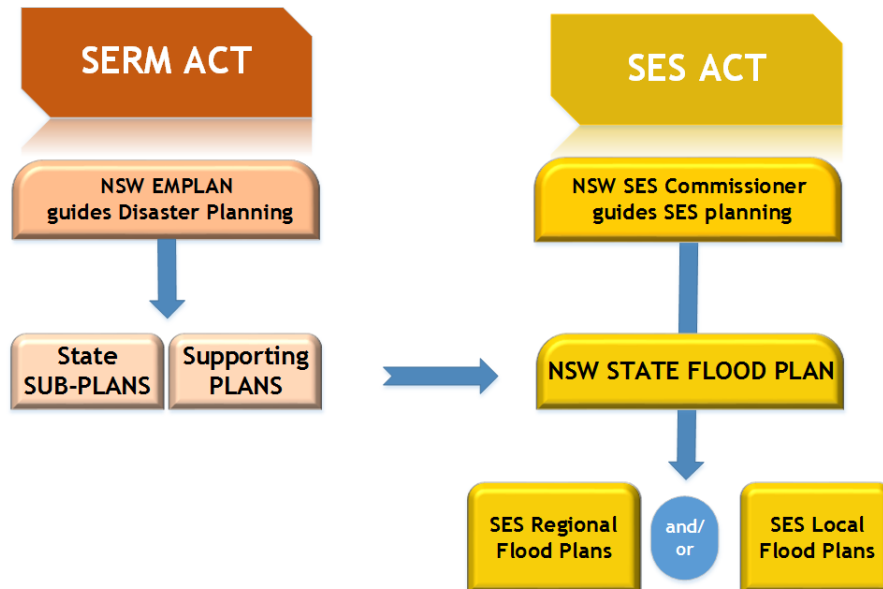 SERM ACT
SES ACT
NSW EMPLAN
guides Disaster Planning
NSW SES Commissioner
guides SES planning
State
SUB-PLANS
Supporting
PLANS
NSW STATE FLOOD PLAN
SES Regional
Flood Plans
and/
or
SES Local
Flood Plans